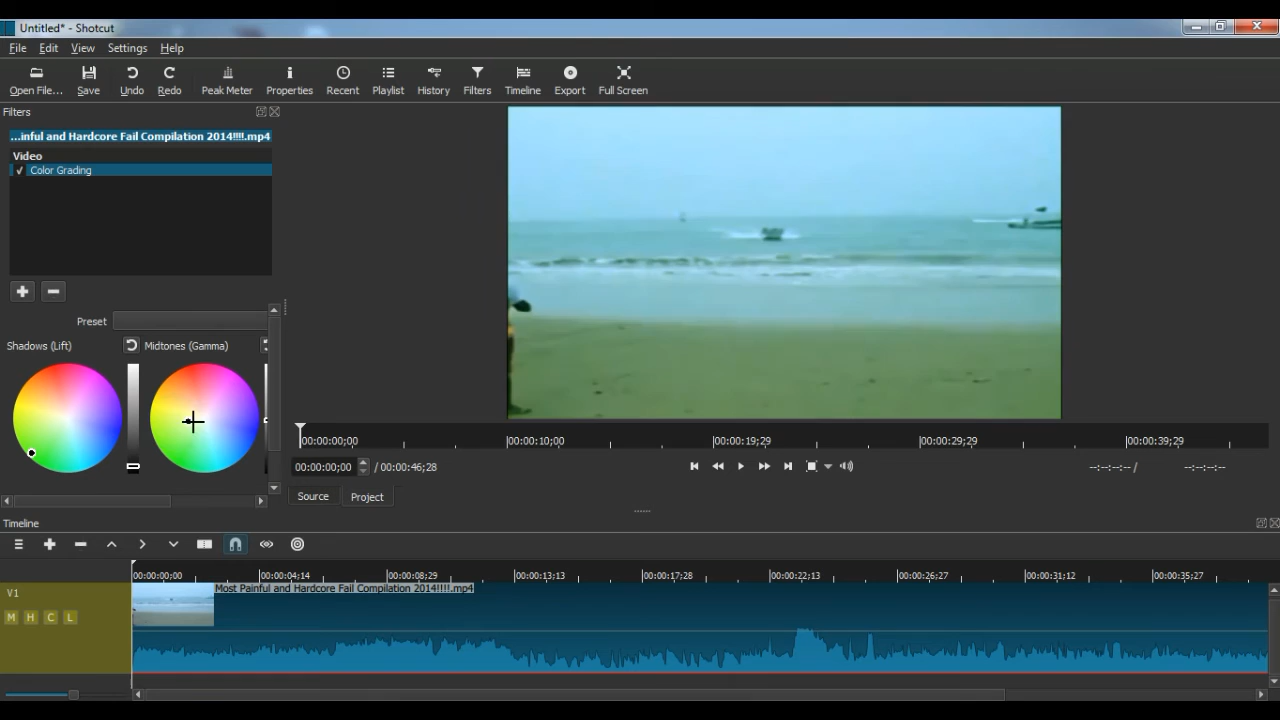 Untitled* - Shotcut
File Edit View Settings Help
Open File... Save Undo Redo Peak Meter Properties Recent Playlist History Filters Timeline Export Full Screen
Filters
...inful and Hardcore Fail Compilation 2014!!!!.mp4
Video
✓ Color Grading
Preset
Shadows (Lift) Midtones (Gamma)
00:00:00;00 00:00:10;00 00:00:19;29 00:00:29;29 00:00:39;29
00:00:00;00 / 00:00:46;28 --:--:--:-- / --:--:--:--
Source Project
Timeline
00:00:00;00 00:00:04;14 00:00:08;29 00:00:13;13 00:00:17;28 00:00:22;13 00:00:26;27 00:00:31;12 00:00:35;27
V1 Most Painful and Hardcore Fail Compilation 2014!!!!.mp4
M H C L